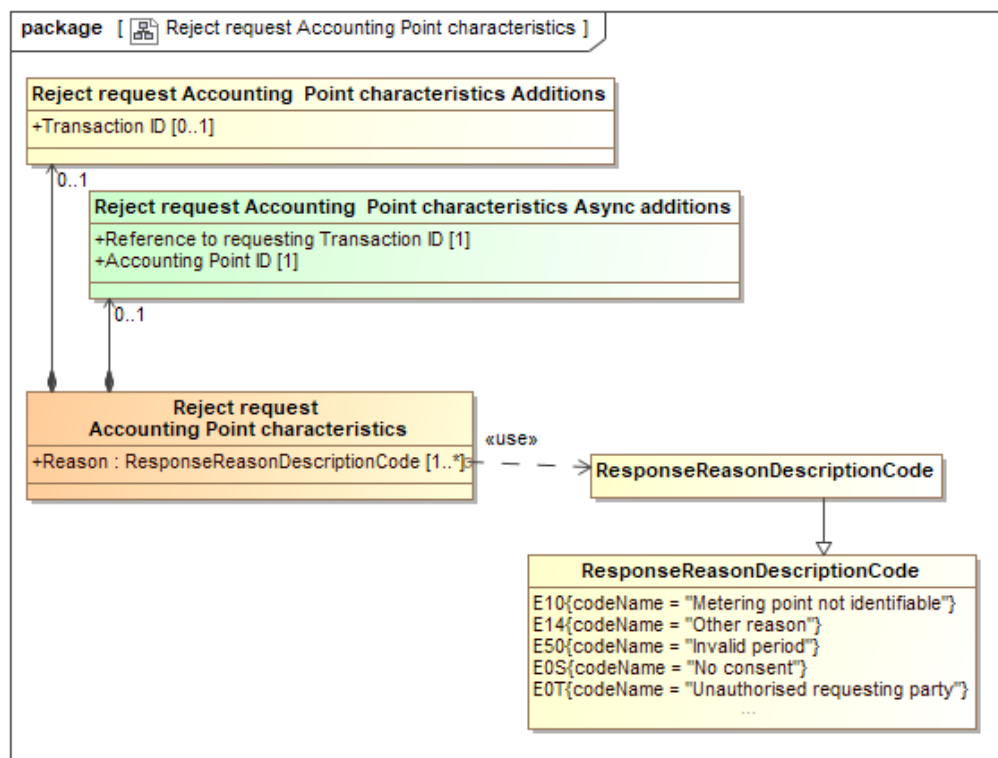 package [ Reject request Accounting Point characteristics ]
Reject request Accounting  Point characteristics Additions
+Transaction ID [0..1]
0..1
Reject request Accounting  Point characteristics Async additions
+Reference to requesting Transaction ID [1]
+Accounting Point ID [1]
0..1
Reject request
Accounting Point characteristics
+Reason : ResponseReasonDescriptionCode [1..*]
«use»
ResponseReasonDescriptionCode
ResponseReasonDescriptionCode
E10{codeName = "Metering point not identifiable"}
E14{codeName = "Other reason"}
E50{codeName = "Invalid period"}
E0S{codeName = "No consent"}
E0T{codeName = "Unauthorised requesting party"}
...